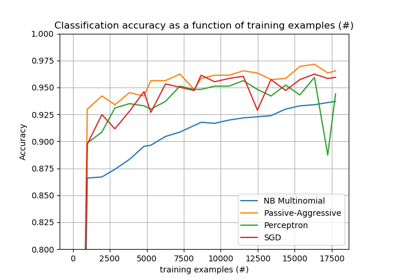 Classification accuracy as a function of training examples (#)
1.000
0.975
0.950
0.925
0.900
0.875
0.850
0.825
0.800
Accuracy
NB Multinomial
Passive-Aggressive
Perceptron
SGD
0 2500 5000 7500 10000 12500 15000 17500
training examples (#)